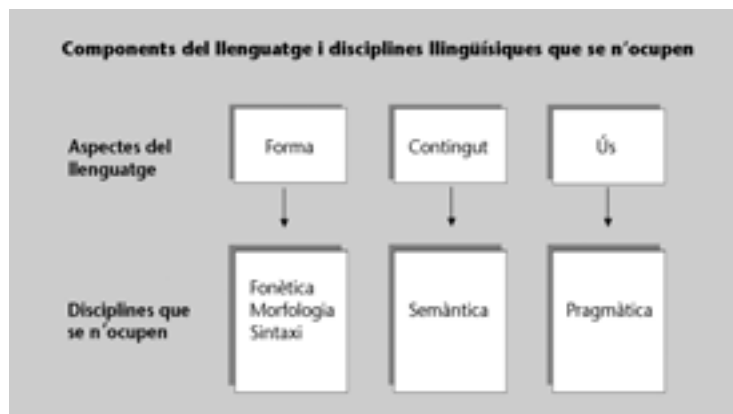 Components del llenguatge i disciplines llingüísiques que se n'ocupen
Aspectes del
llenguatge
Forma
Contingut
Ús
Disciplines que
se n'ocupen
Fonètica
Morfologia
Sintaxi
Semàntica
Pragmàtica